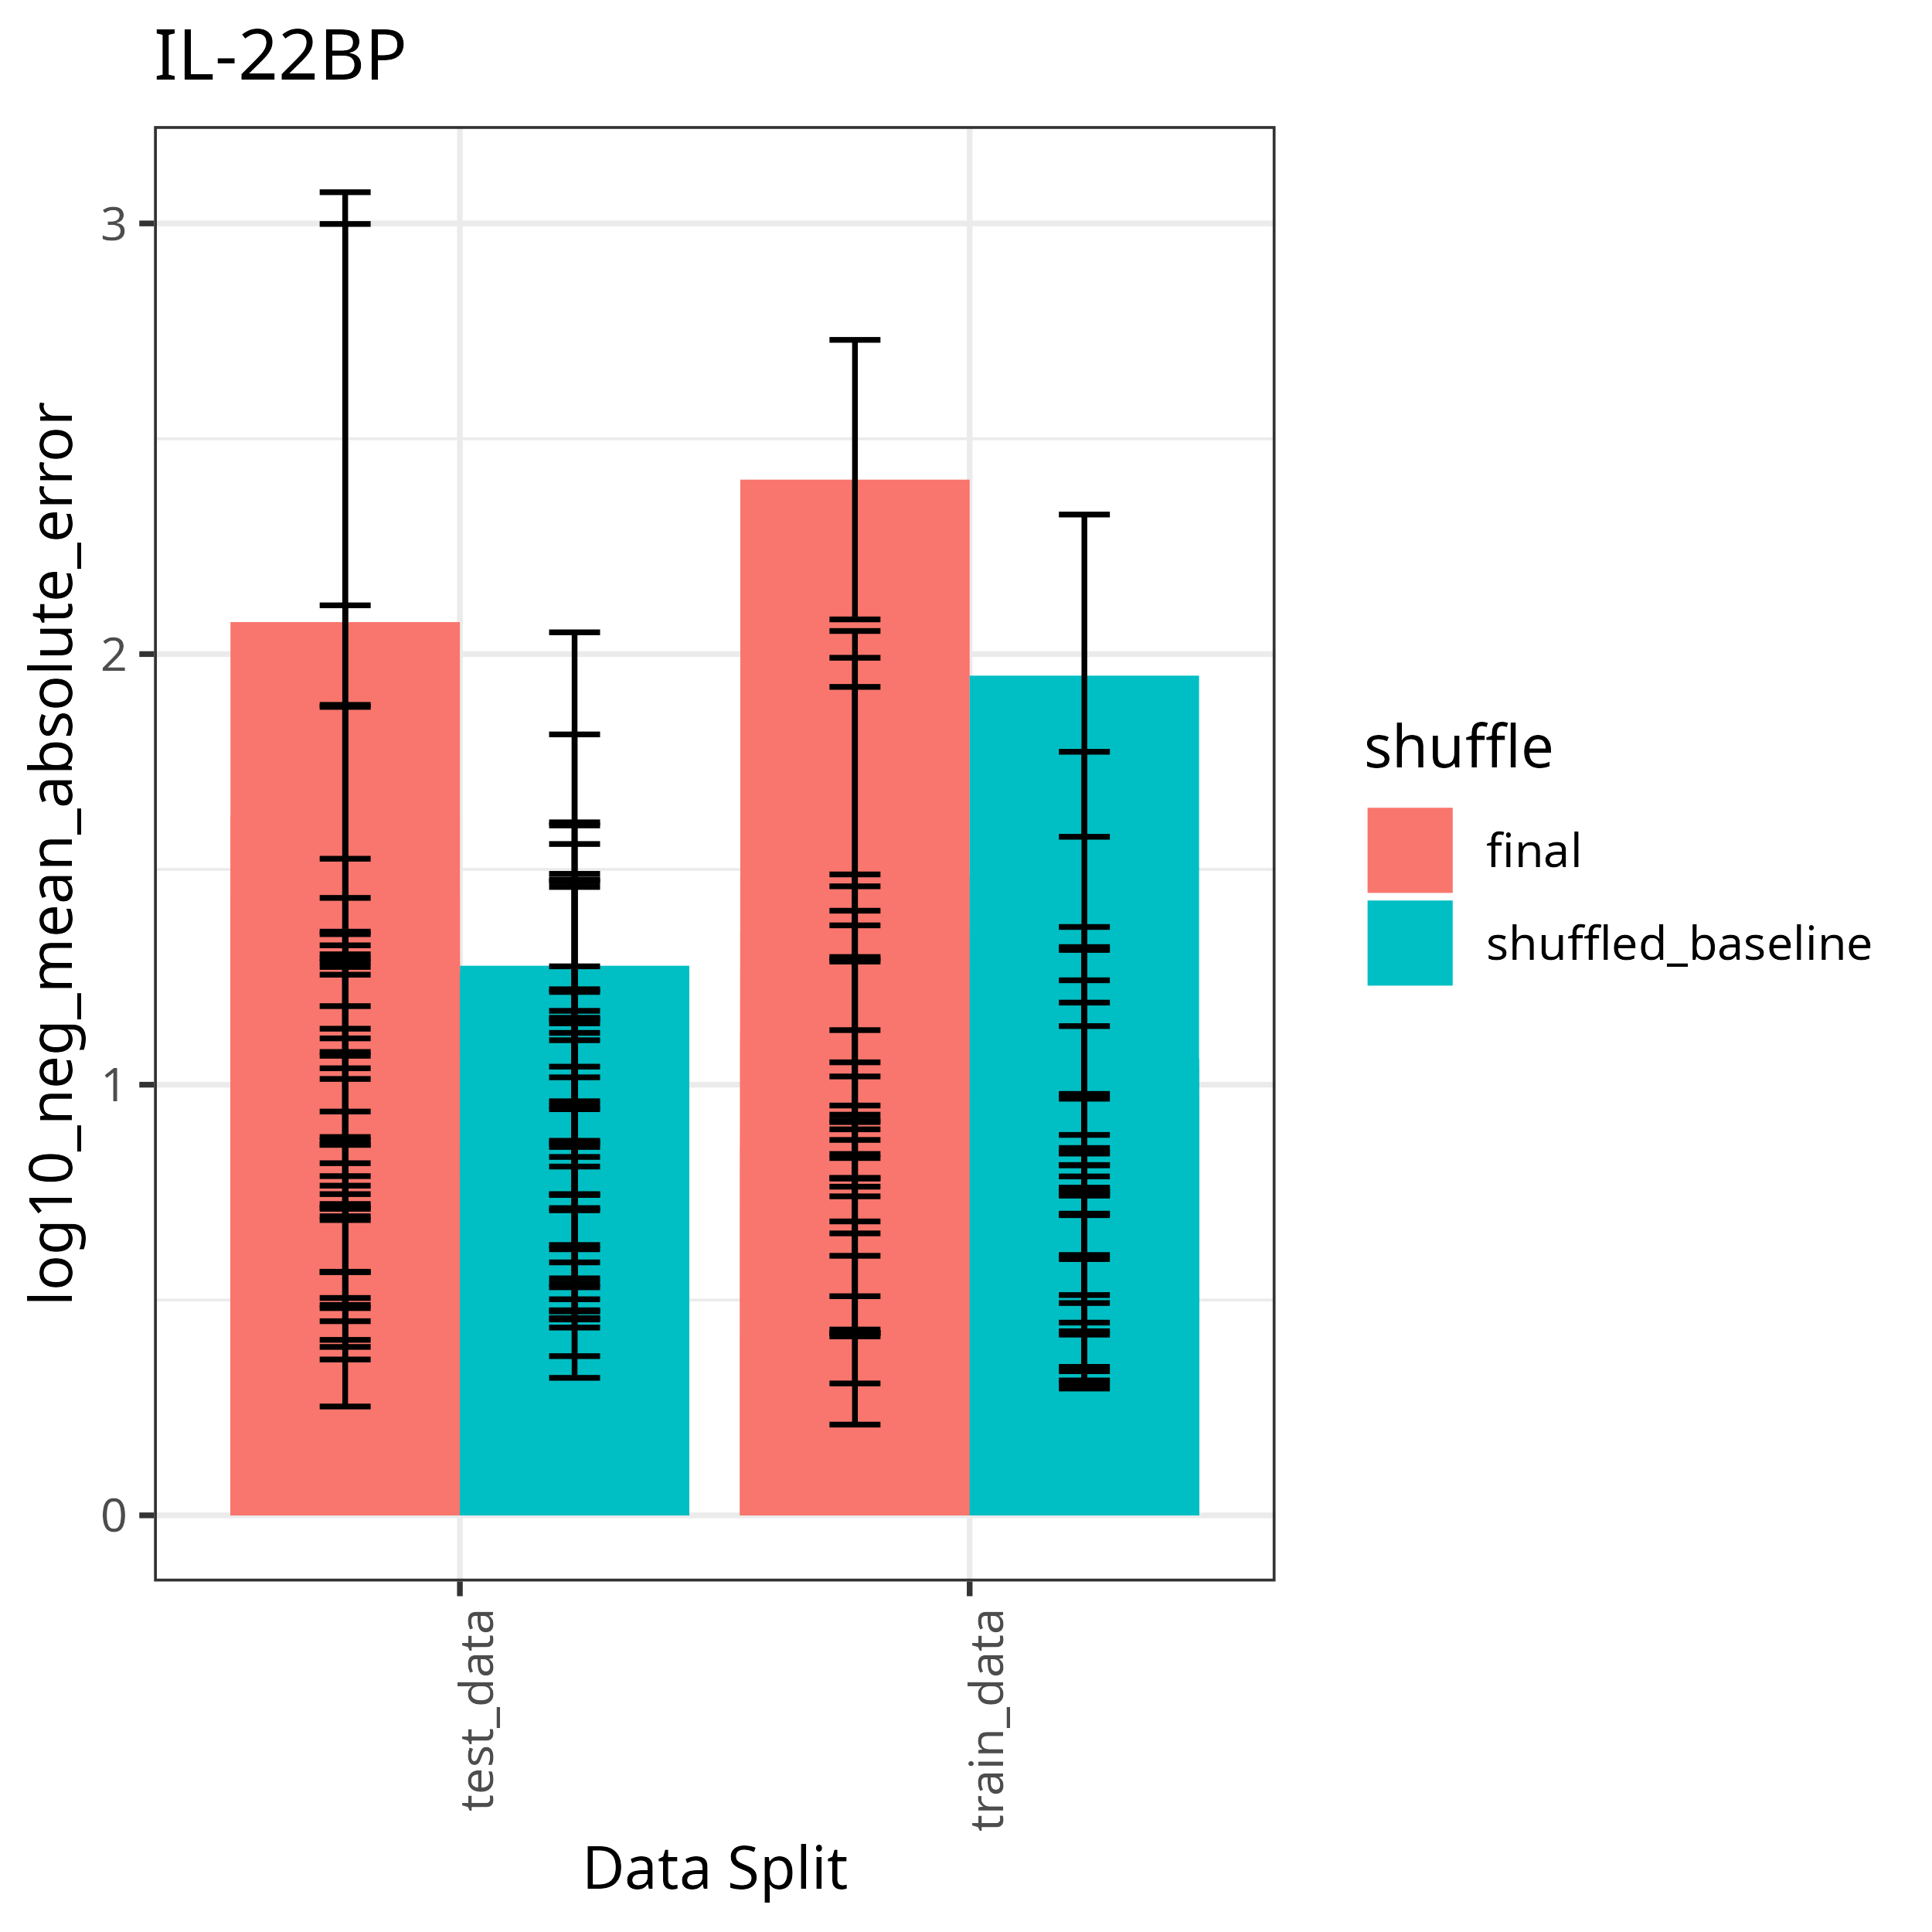 IL-22BP
log10_neg_mean_absolute_error
3
2
1
0
test_data
train_data
Data Split
shuffle
final
shuffled_baseline